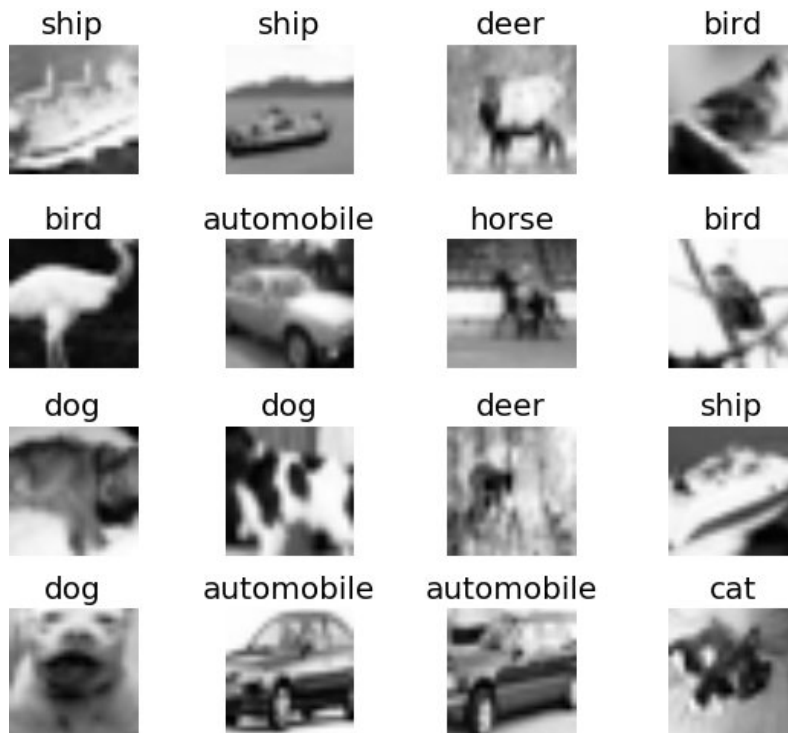 ship ship deer bird
bird automobile horse bird
dog dog deer ship
dog automobile automobile cat